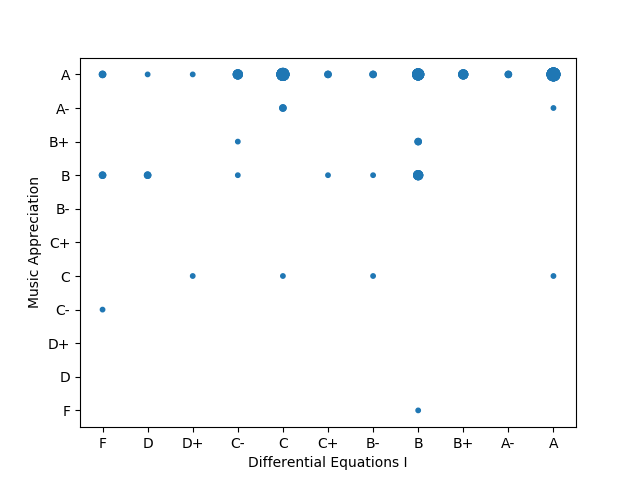 A
A-
B+
B
B-
C+
C
C-
D+
D
F
Music Appreciation
F D D+ C- C C+ B- B B+ A- A
Differential Equations I